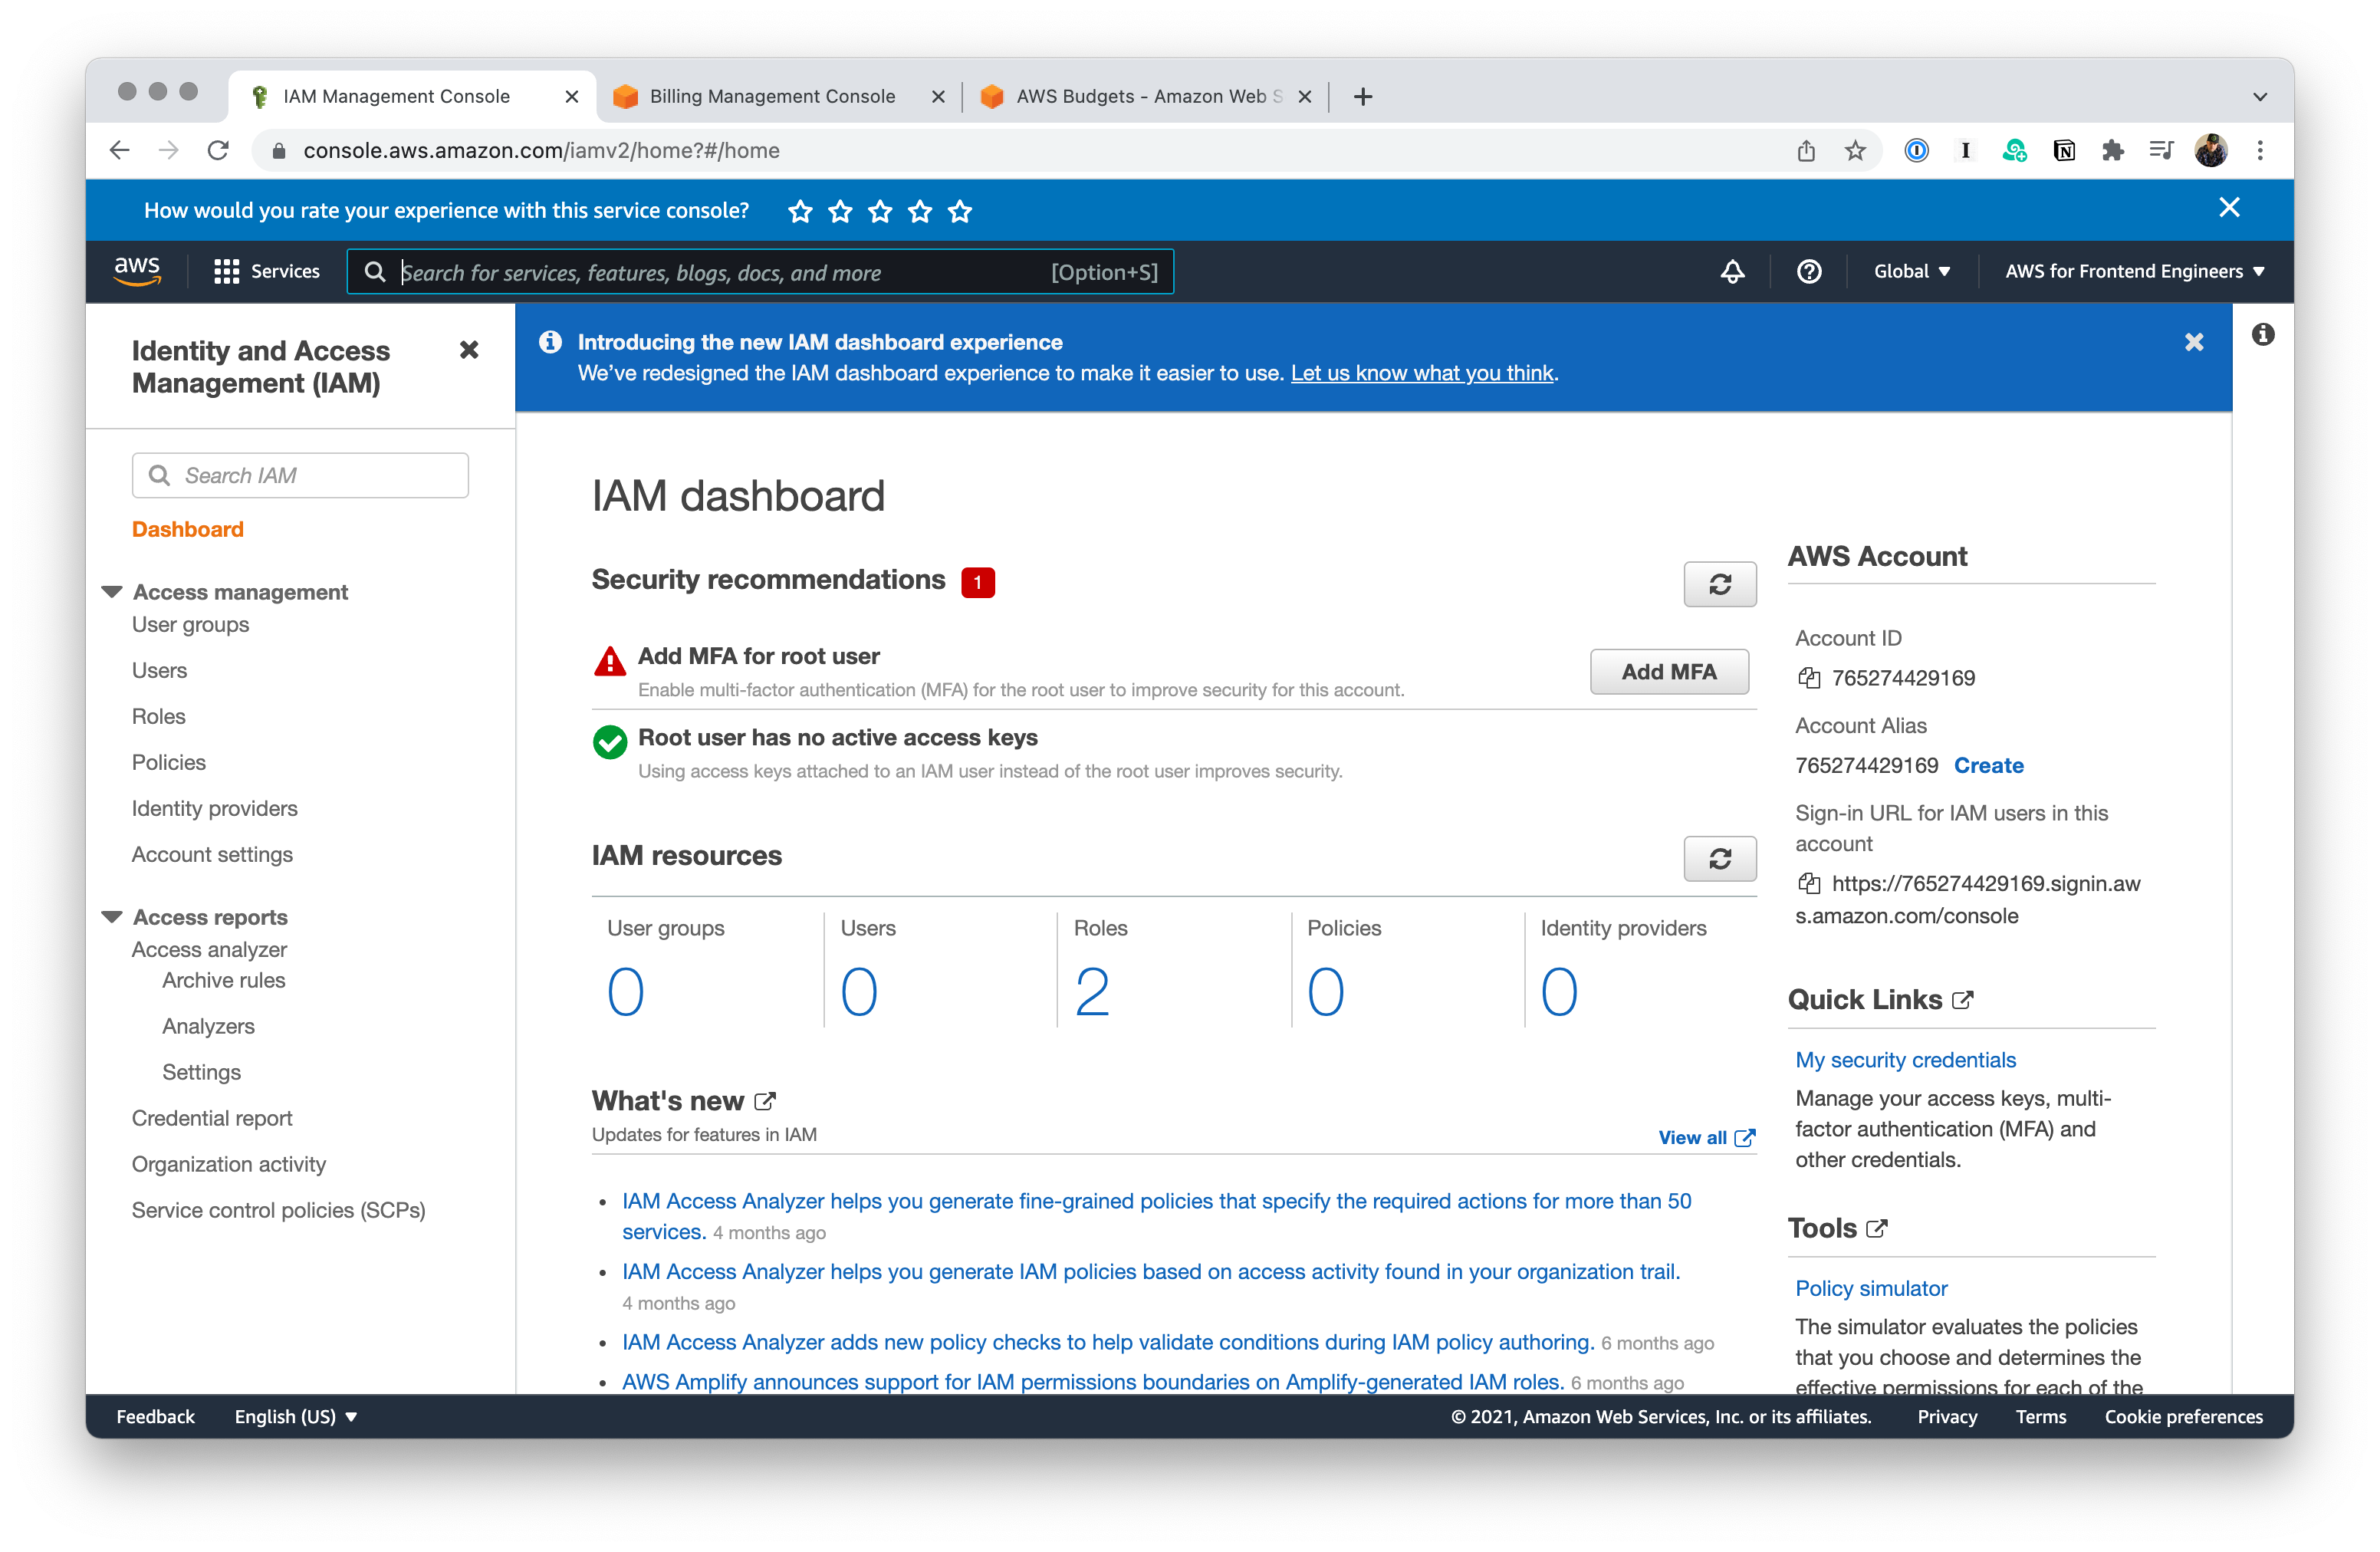 IAM Management Console
Billing Management Console
AWS Budgets - Amazon Web S
console.aws.amazon.com/iamv2/home?#/home
How would you rate your experience with this service console?
aws
Services
Search for services, features, blogs, docs, and more
[Option+S]
Global
AWS for Frontend Engineers
Identity and Access
Management (IAM)
Search IAM
Dashboard
Access management
User groups
Users
Roles
Policies
Identity providers
Account settings
Access reports
Access analyzer
Archive rules
Analyzers
Settings
Credential report
Organization activity
Service control policies (SCPs)
Introducing the new IAM dashboard experience
We've redesigned the IAM dashboard experience to make it easier to use. Let us know what you think.
IAM dashboard
Security recommendations 1
Add MFA for root user
Enable multi-factor authentication (MFA) for the root user to improve security for this account.
Add MFA
Root user has no active access keys
Using access keys attached to an IAM user instead of the root user improves security.
IAM resources
User groups
0
Users
0
Roles
2
Policies
0
Identity providers
0
What's new
Updates for features in IAM
View all
• IAM Access Analyzer helps you generate fine-grained policies that specify the required actions for more than 50
services. 4 months ago
• IAM Access Analyzer helps you generate IAM policies based on access activity found in your organization trail.
4 months ago
• IAM Access Analyzer adds new policy checks to help validate conditions during IAM policy authoring. 6 months ago
• AWS Amplify announces support for IAM permissions boundaries on Amplify-generated IAM roles. 6 months ago
AWS Account
Account ID
765274429169
Account Alias
765274429169 Create
Sign-in URL for IAM users in this
account
https://765274429169.signin.aw
s.amazon.com/console
Quick Links
My security credentials
Manage your access keys, multi-
factor authentication (MFA) and
other credentials.
Tools
Policy simulator
The simulator evaluates the policies
that you choose and determines the
effective permissions for each of the
Feedback
English (US)
© 2021, Amazon Web Services, Inc. or its affiliates.
Privacy
Terms
Cookie preferences